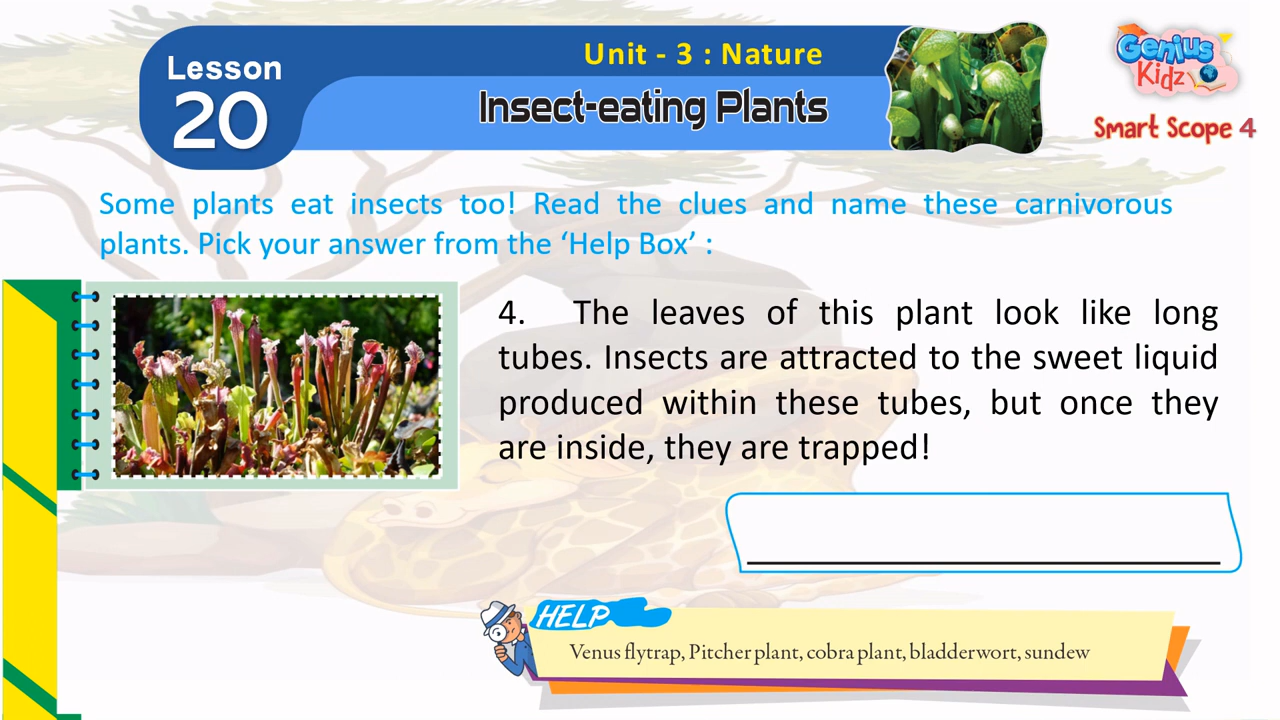 Unit - 3 : Nature
Lesson
20
Insect-eating Plants
Genius
Kidz
Smart Scope 4
Some plants eat insects too! Read the clues and name these carnivorous
plants. Pick your answer from the ‘Help Box’ :
4. The leaves of this plant look like long
tubes. Insects are attracted to the sweet liquid
produced within these tubes, but once they
are inside, they are trapped!
HELP
Venus flytrap, Pitcher plant, cobra plant, bladderwort, sundew